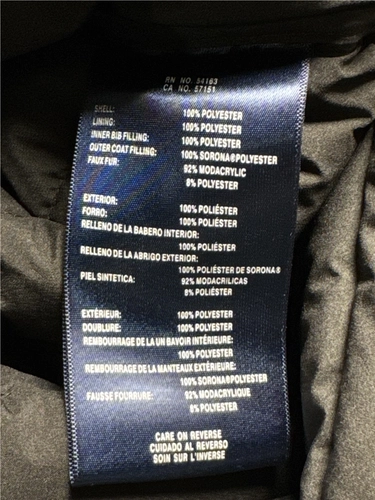 RN NO. 54163
CA NO. 57151
SHELL: 100% POLYESTER
LINING: 100% POLYESTER
INNER BIB FILLING: 100% POLYESTER
OUTER COAT FILLING: 100% SORONA®POLYESTER
FAUX FUR: 92% MODACRYLIC
8% POLYESTER
EXTERIOR: 100% POLIÉSTER
FORRO: 100% POLIÉSTER
RELLENO DE LA BABERO INTERIOR:
100% POLIÉSTER
RELLENO DE LA ABRIGO EXTERIOR:
100% POLIÉSTER DE SORONA®
PIEL SINTETICA: 92% MODACRILICAS
8% POLIÉSTER
EXTÉRIEUR: 100% POLYESTER
DOUBLURE: 100% POLYESTER
REMBOURRAGE DE LA UN BAVOIR INTÉRIEURE:
100% POLYESTER
REMBOURRAGE DE LA MANTEAUX EXTÉRIEURE:
100% SORONA®POLYESTER
FAUSSE FOURRURE: 92% MODACRYLIQUE
8% POLYESTER
CARE ON REVERSE
CUIDADO AL REVERSO
SOIN SUR L'INVERSE